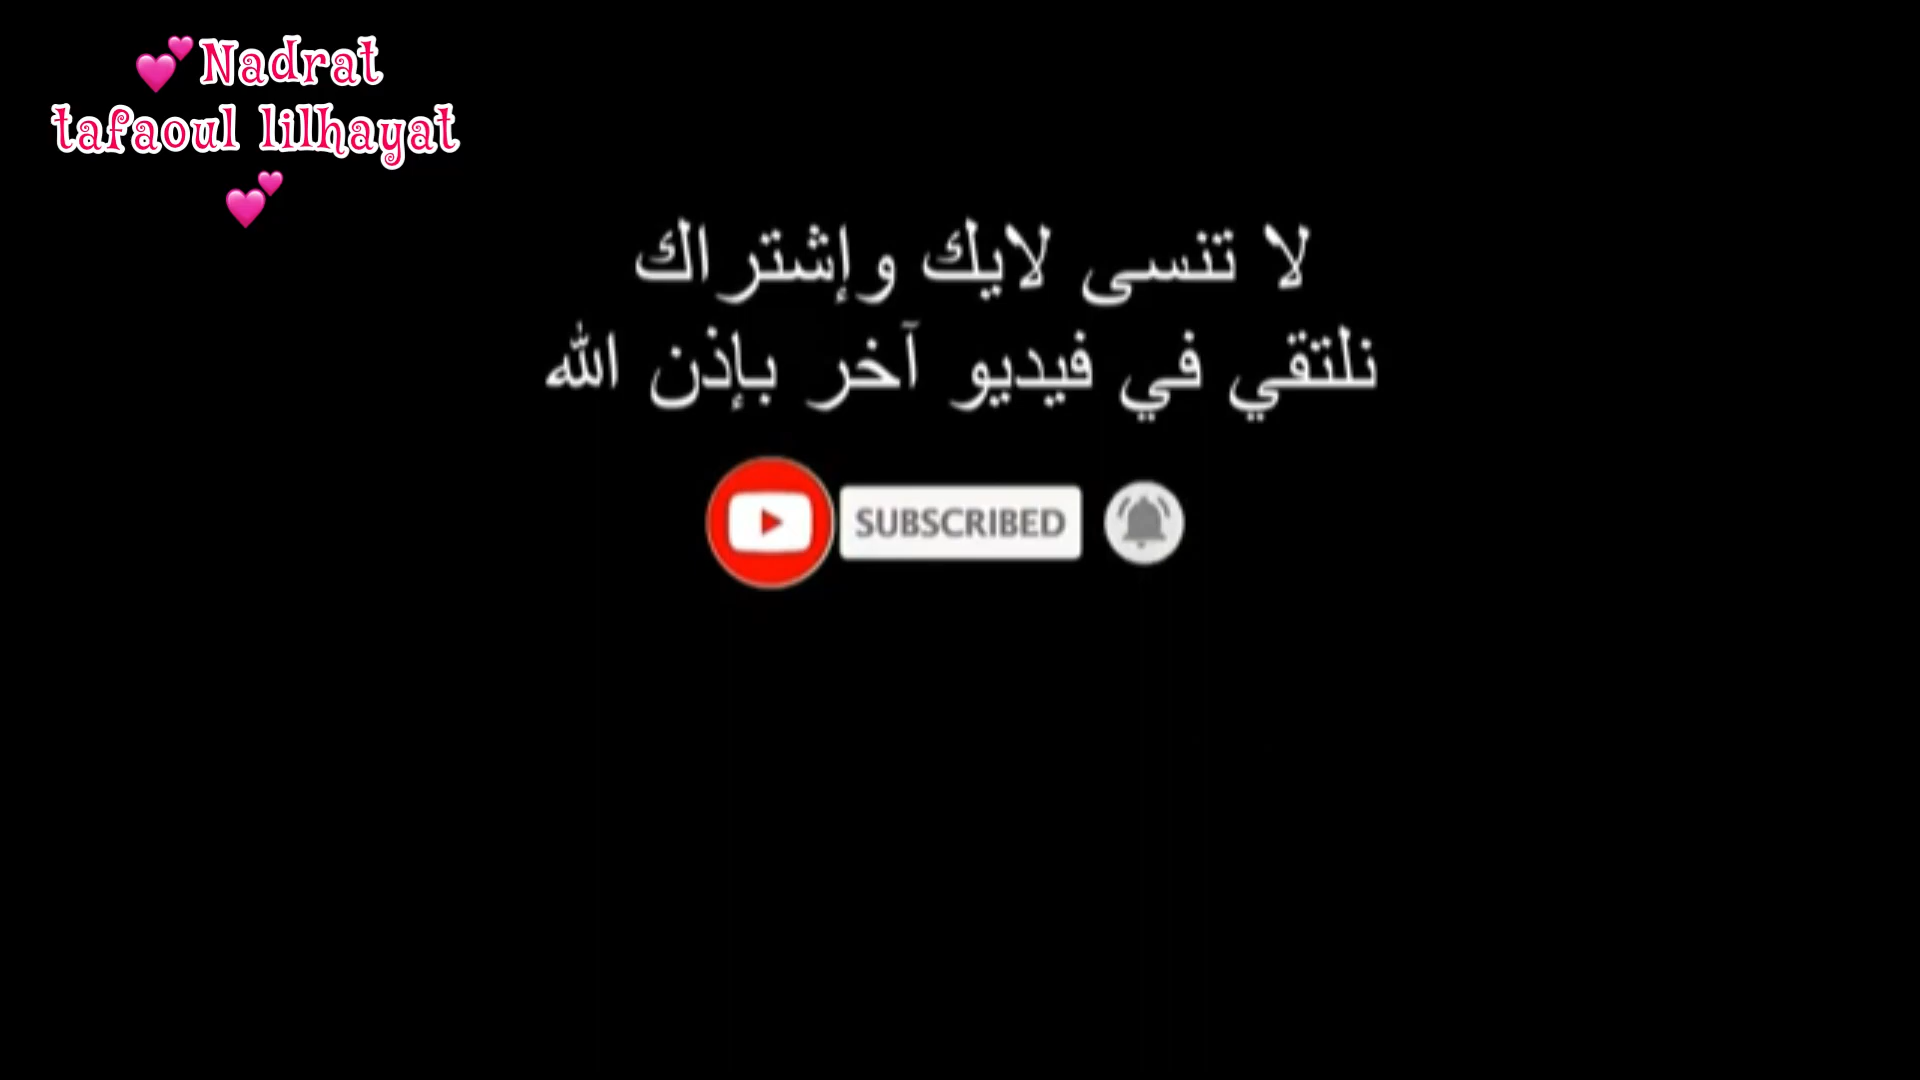 💕Nadrat
tafaoul lilhayat
💕
لا تنسى لايك وإشتراك
نلتقي في فيديو آخر بإذن الله
SUBSCRIBED